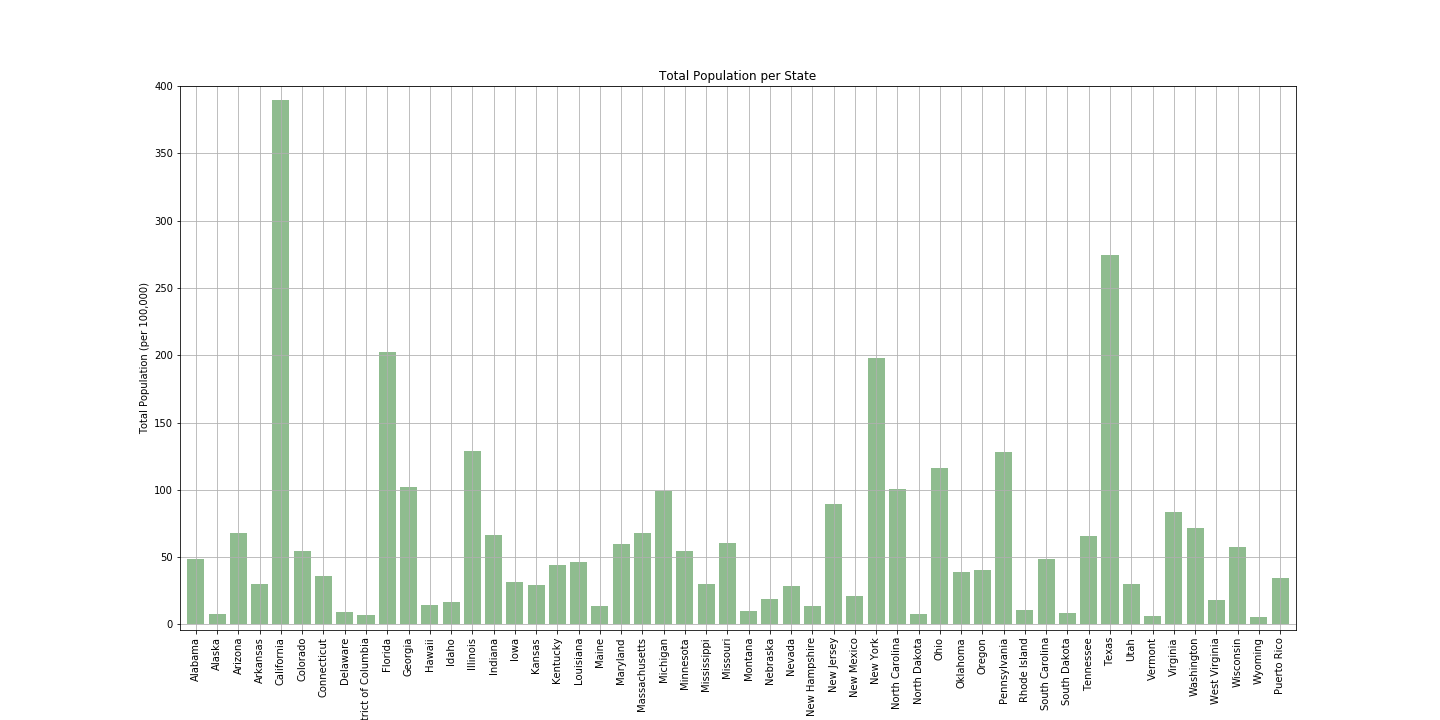 Total Population per State
Total Population (per 100,000)
400
350
300
250
200
150
100
50
0
Alabama
Alaska
Arizona
Arkansas
California
Colorado
Connecticut
Delaware
trict of Columbia
Florida
Georgia
Hawaii
Idaho
Illinois
Indiana
Iowa
Kansas
Kentucky
Louisiana
Maine
Maryland
Massachusetts
Michigan
Minnesota
Mississippi
Missouri
Montana
Nebraska
Nevada
New Hampshire
New Jersey
New Mexico
New York
North Carolina
North Dakota
Ohio
Oklahoma
Oregon
Pennsylvania
Rhode Island
South Carolina
South Dakota
Tennessee
Texas
Utah
Vermont
Virginia
Washington
West Virginia
Wisconsin
Wyoming
Puerto Rico